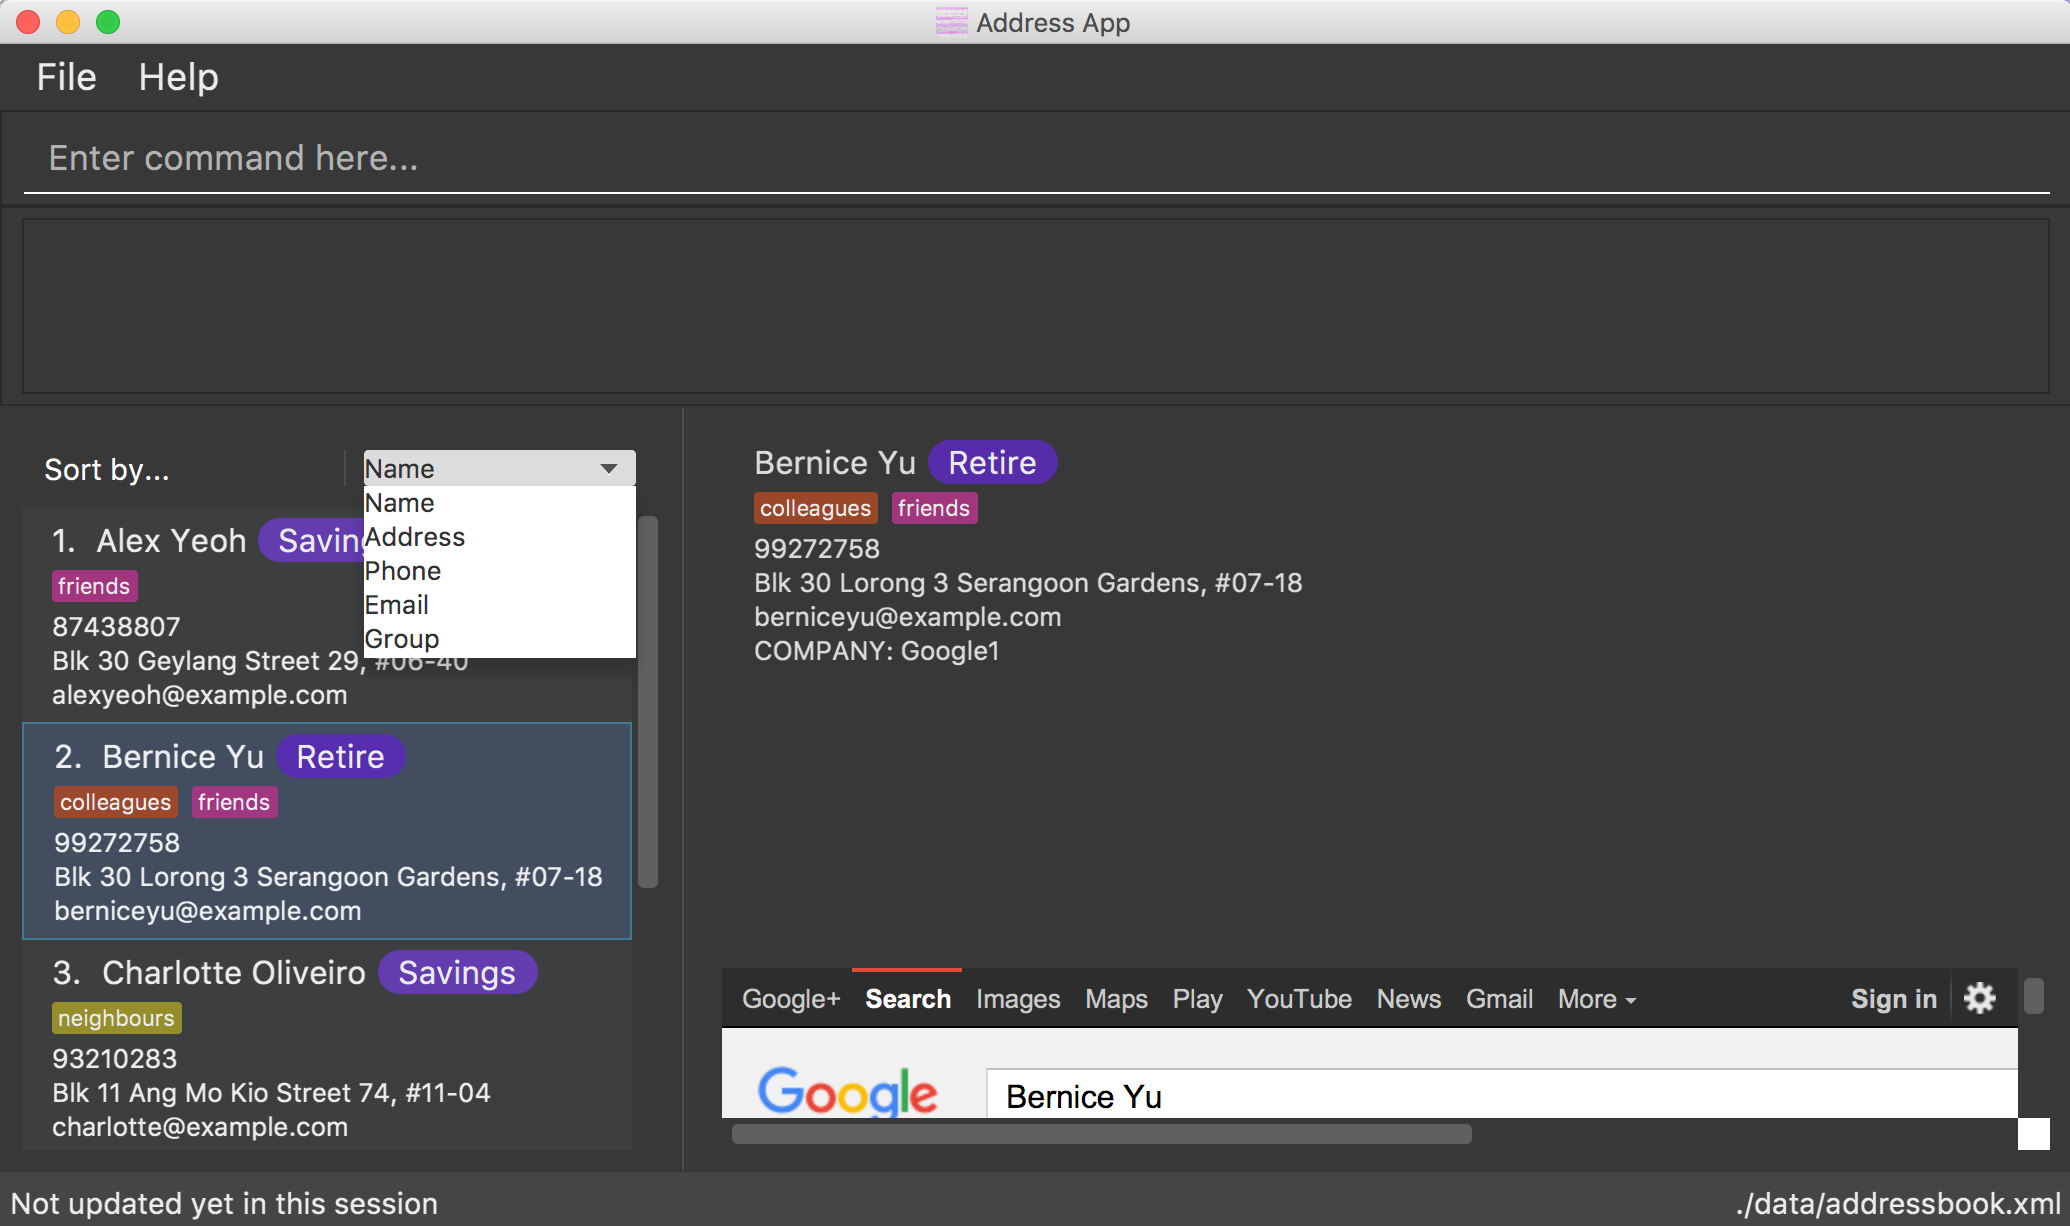 Address App
File Help
Enter command here...
Sort by...
Name
Name
Address
Phone
Email
Group
1. Alex Yeoh
friends
87438807
Blk 30 Geylang Street 29, #06-40
alexyeoh@example.com
2. Bernice Yu Retire
colleagues friends
99272758
Blk 30 Lorong 3 Serangoon Gardens, #07-18
berniceyu@example.com
3. Charlotte Oliveiro Savings
neighbours
93210283
Blk 11 Ang Mo Kio Street 74, #11-04
charlotte@example.com
Bernice Yu Retire
colleagues friends
99272758
Blk 30 Lorong 3 Serangoon Gardens, #07-18
berniceyu@example.com
COMPANY: Google1
Google+ Search Images Maps Play YouTube News Gmail More Sign in
Google Bernice Yu
Not updated yet in this session
./data/addressbook.xml